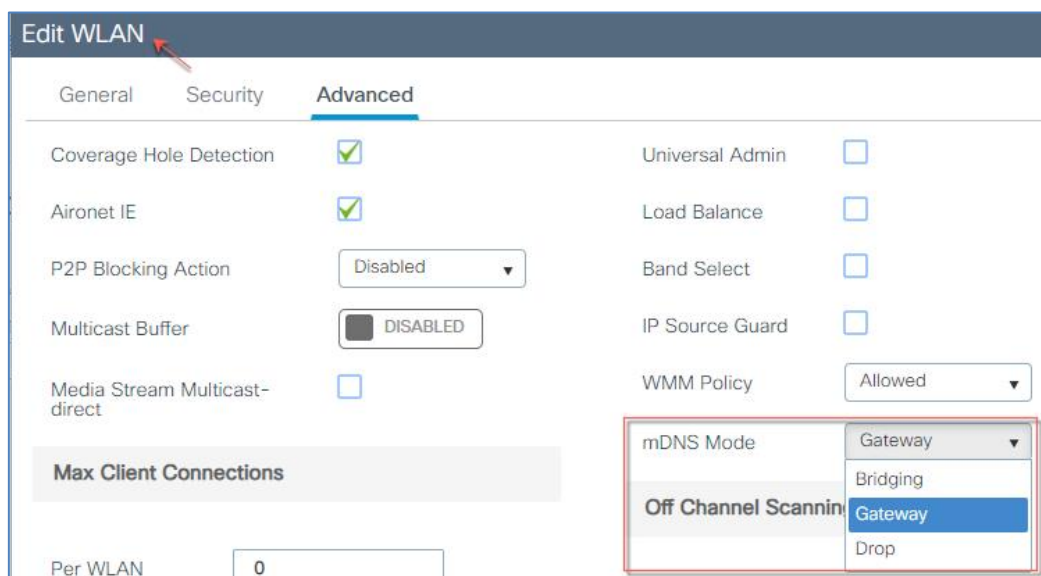 Edit WLAN
General Security Advanced
Coverage Hole Detection
Aironet IE
P2P Blocking Action Disabled
Multicast Buffer DISABLED
Media Stream Multicast-
direct
Max Client Connections
Per WLAN 0
Universal Admin
Load Balance
Band Select
IP Source Guard
WMM Policy Allowed
mDNS Mode Gateway
Bridging
Off Channel Scanning
Gateway
Drop